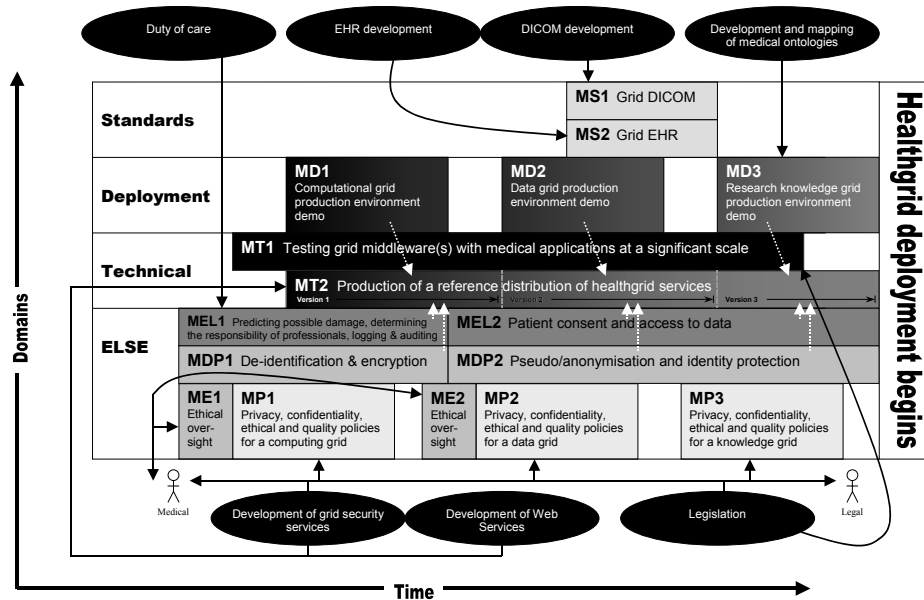 Duty of care
EHR development
DICOM development
Development and mapping
of medical ontologies
Standards
MS1 Grid DICOM
MS2 Grid EHR
Deployment
MD1
Computational grid
production environment
demo
MD2
Data grid production
environment demo
MD3
Research knowledge grid
production environment
demo
Technical
MT1 Testing grid middleware(s) with medical applications at a significant scale
MT2 Production of a reference distribution of healthgrid services
Version 1
Version 2
Version 3
ELSE
MEL1 Predicting possible damage, determining
the responsibility of professionals, logging & auditing
MEL2 Patient consent and access to data
MDP1 De-identification & encryption
MDP2 Pseudo/anonymisation and identity protection
ME1
Ethical
over-
sight
MP1
Privacy, confidentiality,
ethical and quality policies
for a computing grid
ME2
Ethical
over-
sight
MP2
Privacy, confidentiality,
ethical and quality policies
for a data grid
MP3
Privacy, confidentiality,
ethical and quality policies
for a knowledge grid
Healthgrid deployment begins
Domains
Medical
Legal
Development of grid security
services
Development of Web
Services
Legislation
Time